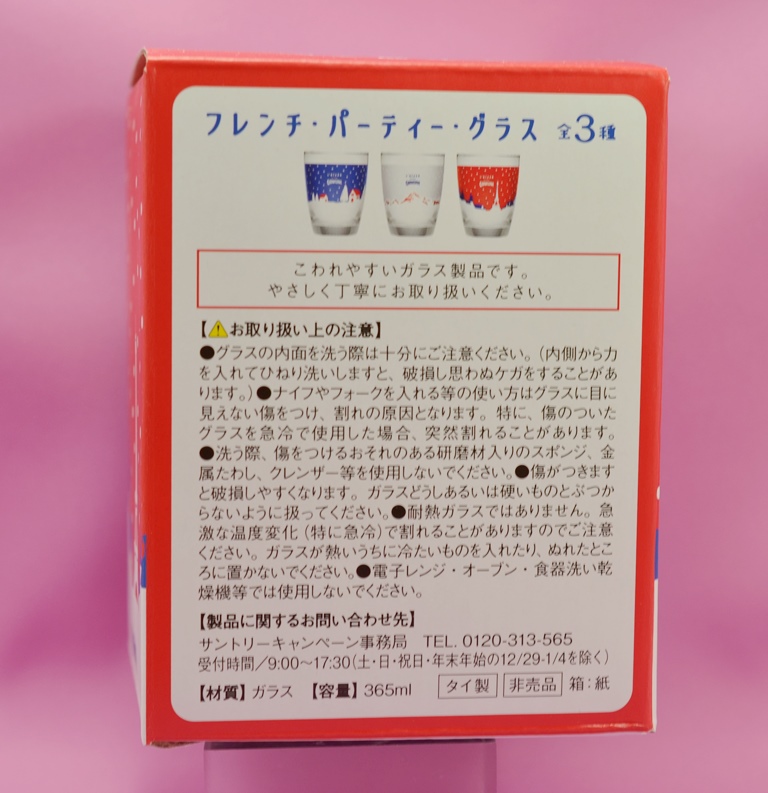 フレンチ・パーティー・グラス 全3種
こわれやすいガラス製品です。
やさしく丁寧にお取り扱いください。
【⚠お取り扱い上の注意】
●グラスの内面を洗う際は十分にご注意ください。(内側から力
を入れてひねり洗いしますと、破損し思わぬケガをすることがあ
ります。)●ナイフやフォークを入れる等の使い方はグラスに目に
見えない傷をつけ、割れの原因となります。特に、傷のついた
グラスを急冷で使用した場合、突然割れることがあります。
●洗う際、傷をつけるおそれのある研磨材入りのスポンジ、金
属たわし、クレンザー等を使用しないでください。●傷がつきます
と破損しやすくなります。ガラスどうしあるいは硬いものとぶつか
らないように扱ってください。●耐熱ガラスではありません。急
激な温度変化(特に急冷)で割れることがありますのでご注意
ください。ガラスが熱いうちに冷たいものを入れたり、ぬれたとこ
ろに置かないでください。●電子レンジ・オーブン・食器洗い乾
燥機等では使用しないでください。
【製品に関するお問い合わせ先】
サントリーキャンペーン事務局 TEL. 0120-313-565
受付時間/9:00〜17:30(土・日・祝日・年末年始の12/29-1/4を除く)
【材質】ガラス 【容量】365ml タイ製 非売品 箱:紙